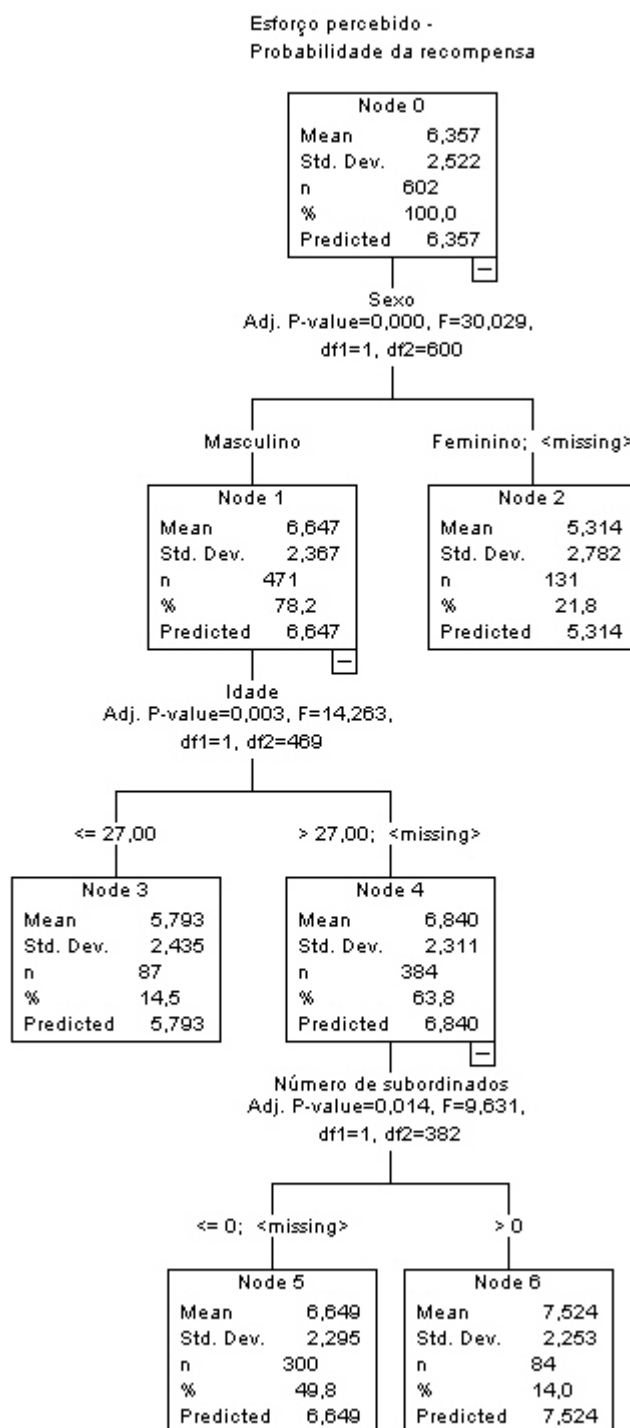 Esforço percebido -
Probabilidade da recompensa
Node 0
Mean 6,357
Std. Dev. 2,522
n 602
% 100,0
Predicted 6,357
Sexo
Adj. P-value=0,000, F=30,029,
df1=1, df2=600
Masculino
Feminino; <missing>
Node 1
Mean 6,647
Std. Dev. 2,367
n 471
% 78,2
Predicted 6,647
Node 2
Mean 5,314
Std. Dev. 2,782
n 131
% 21,8
Predicted 5,314
Idade
Adj. P-value=0,003, F=14,263,
df1=1, df2=469
<= 27,00
> 27,00; <missing>
Node 3
Mean 5,793
Std. Dev. 2,435
n 87
% 14,5
Predicted 5,793
Node 4
Mean 6,840
Std. Dev. 2,311
n 384
% 63,8
Predicted 6,840
Número de subordinados
Adj. P-value=0,014, F=9,631,
df1=1, df2=382
<= 0; <missing>
> 0
Node 5
Mean 6,649
Std. Dev. 2,295
n 300
% 49,8
Predicted 6,649
Node 6
Mean 7,524
Std. Dev. 2,253
n 84
% 14,0
Predicted 7,524